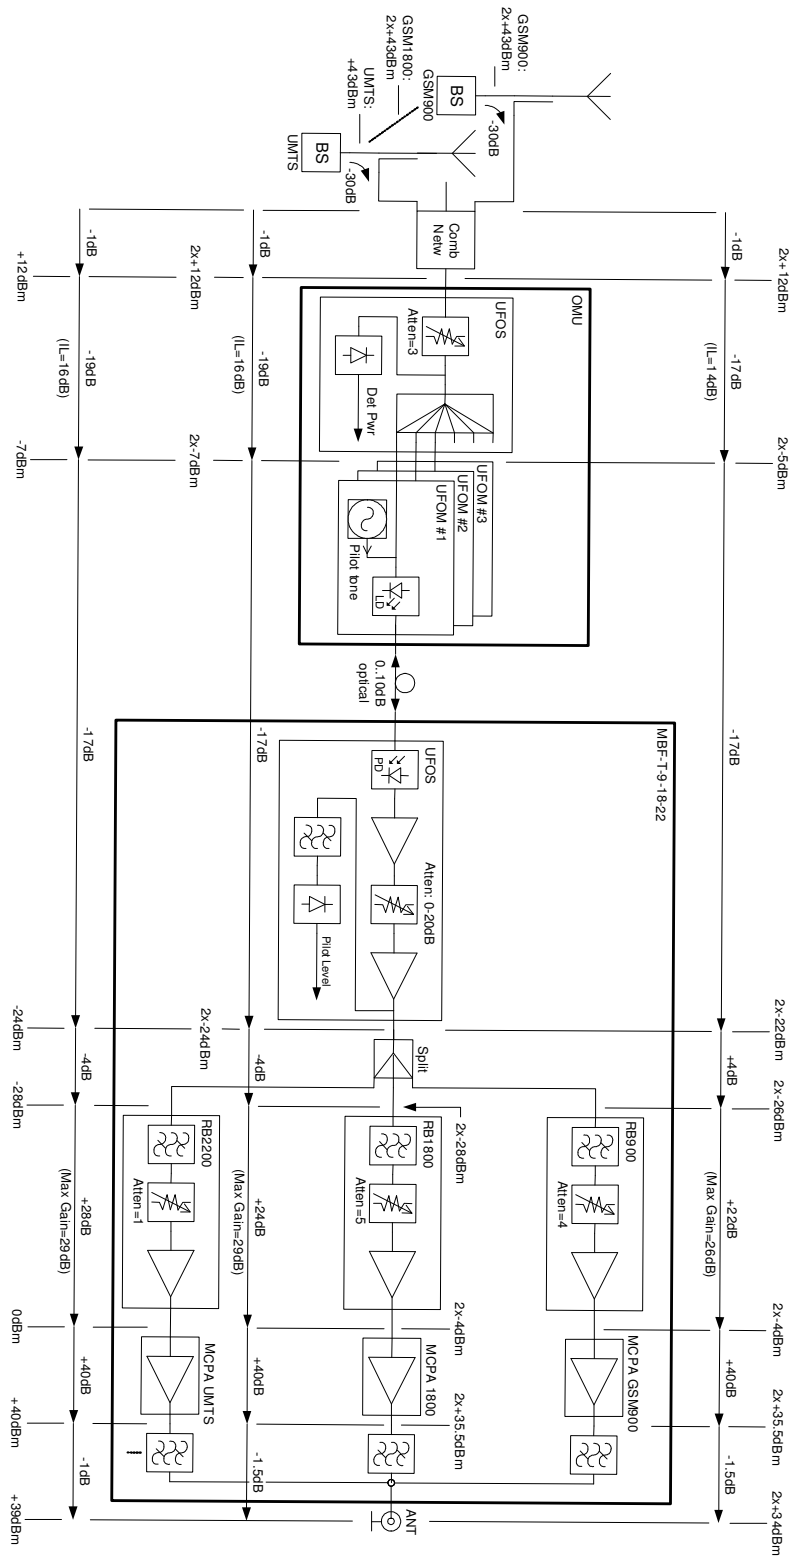 GSM900:
2x+43dBm
GSM1800:
2x+43dBm
GSM900
UMTS:
+43dBm
BS
-30dB
BS
UMTS
-30dB
Comb
Netw
-1dB
2x+12dBm
-1dB
2x+12dBm
-1dB
+12dBm
OMU
UFOS
Atten=3
Det Pwr
-17dB
(IL=14dB)
-19dB
(IL=16dB)
-19dB
(IL=16dB)
2x-5dBm
2x-7dBm
-7dBm
UFOM #3
UFOM #2
UFOM #1
Pilot tone
LD
0..10dB
optical
MBF-T-9-18-22
UFOS
PD
Atten: 0-20dB
Pilot Level
-17dB
-17dB
-17dB
2x-22dBm
2x-24dBm
-24dBm
Split
+4dB
-4dB
-4dB
2x-26dBm
2x-28dBm
-28dBm
RB900
Atten=4
RB1800
Atten=5
RB2200
Atten=1
+22dB
(Max Gain=26dB)
+24dB
(Max Gain=29dB)
+28dB
(Max Gain=29dB)
2x-4dBm
2x-4dBm
0dBm
MCPA GSM900
MCPA 1800
MCPA UMTS
+40dB
+40dB
+40dB
2x+35.5dBm
2x+35.5dBm
+40dBm
-1.5dB
-1.5dB
-1dB
ANT
2x+34dBm
+39dBm